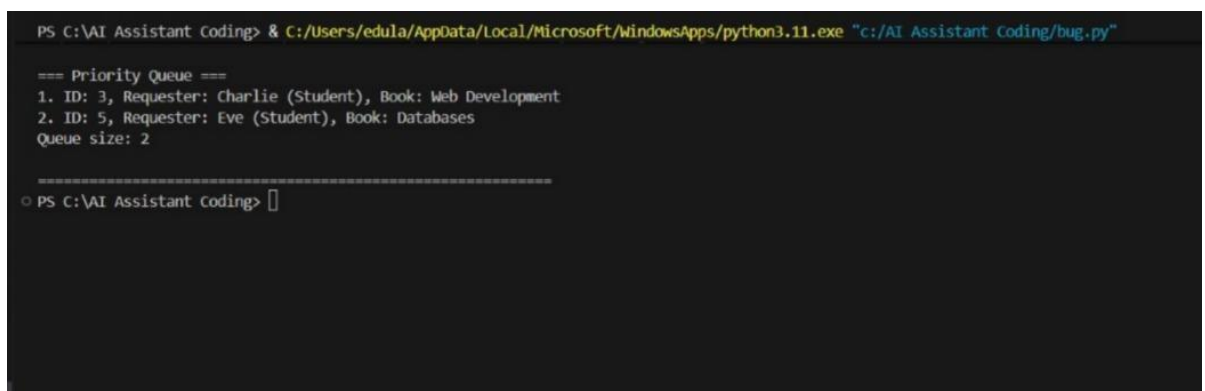 PS C:\AI Assistant Coding> & C:/Users/edula/AppData/Local/Microsoft/WindowsApps/python3.11.exe "c:/AI Assistant Coding/bug.py"
=== Priority Queue ===
1. ID: 3, Requester: Charlie (Student), Book: Web Development
2. ID: 5, Requester: Eve (Student), Book: Databases
Queue size: 2
============================================================
PS C:\AI Assistant Coding>